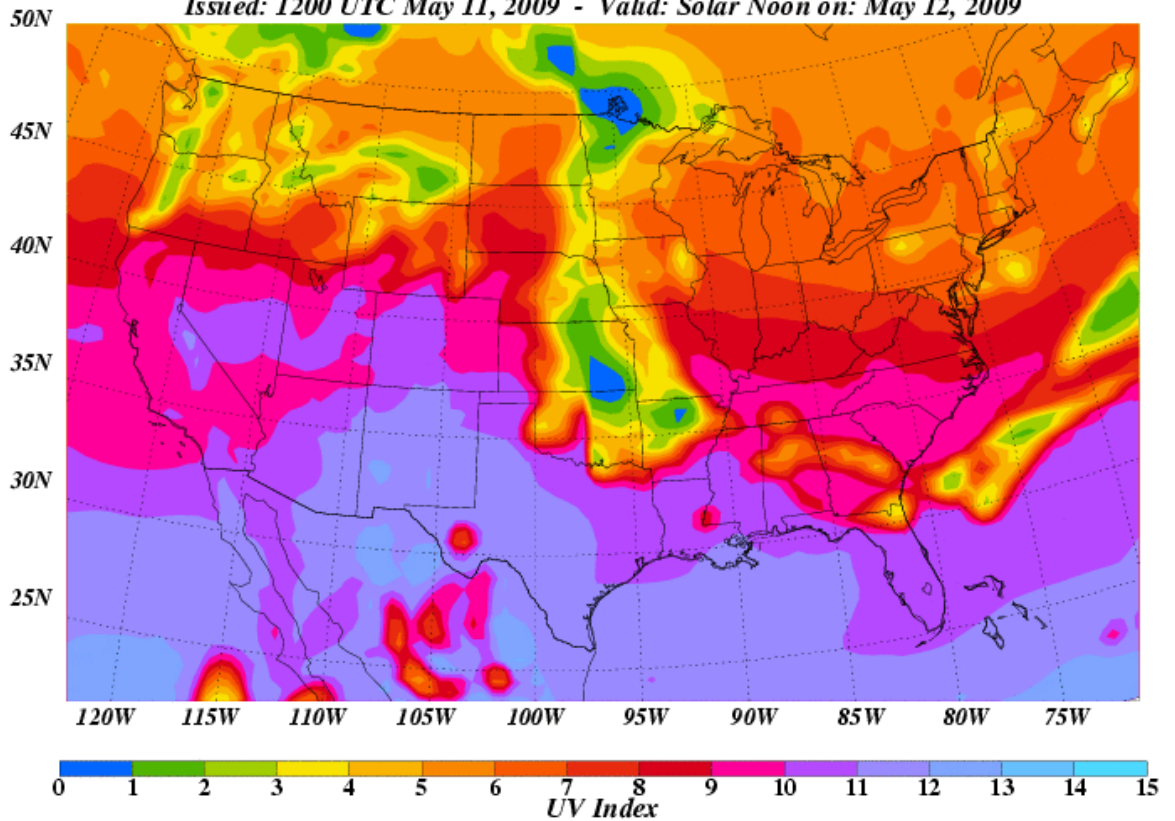 Issued: 1200 UTC May 11, 2009 - Valid: Solar Noon on: May 12, 2009
50N
45N
40N
35N
30N
25N
120W 115W 110W 105W 100W 95W 90W 85W 80W 75W
0 1 2 3 4 5 6 7 8 9 10 11 12 13 14 15
UV Index